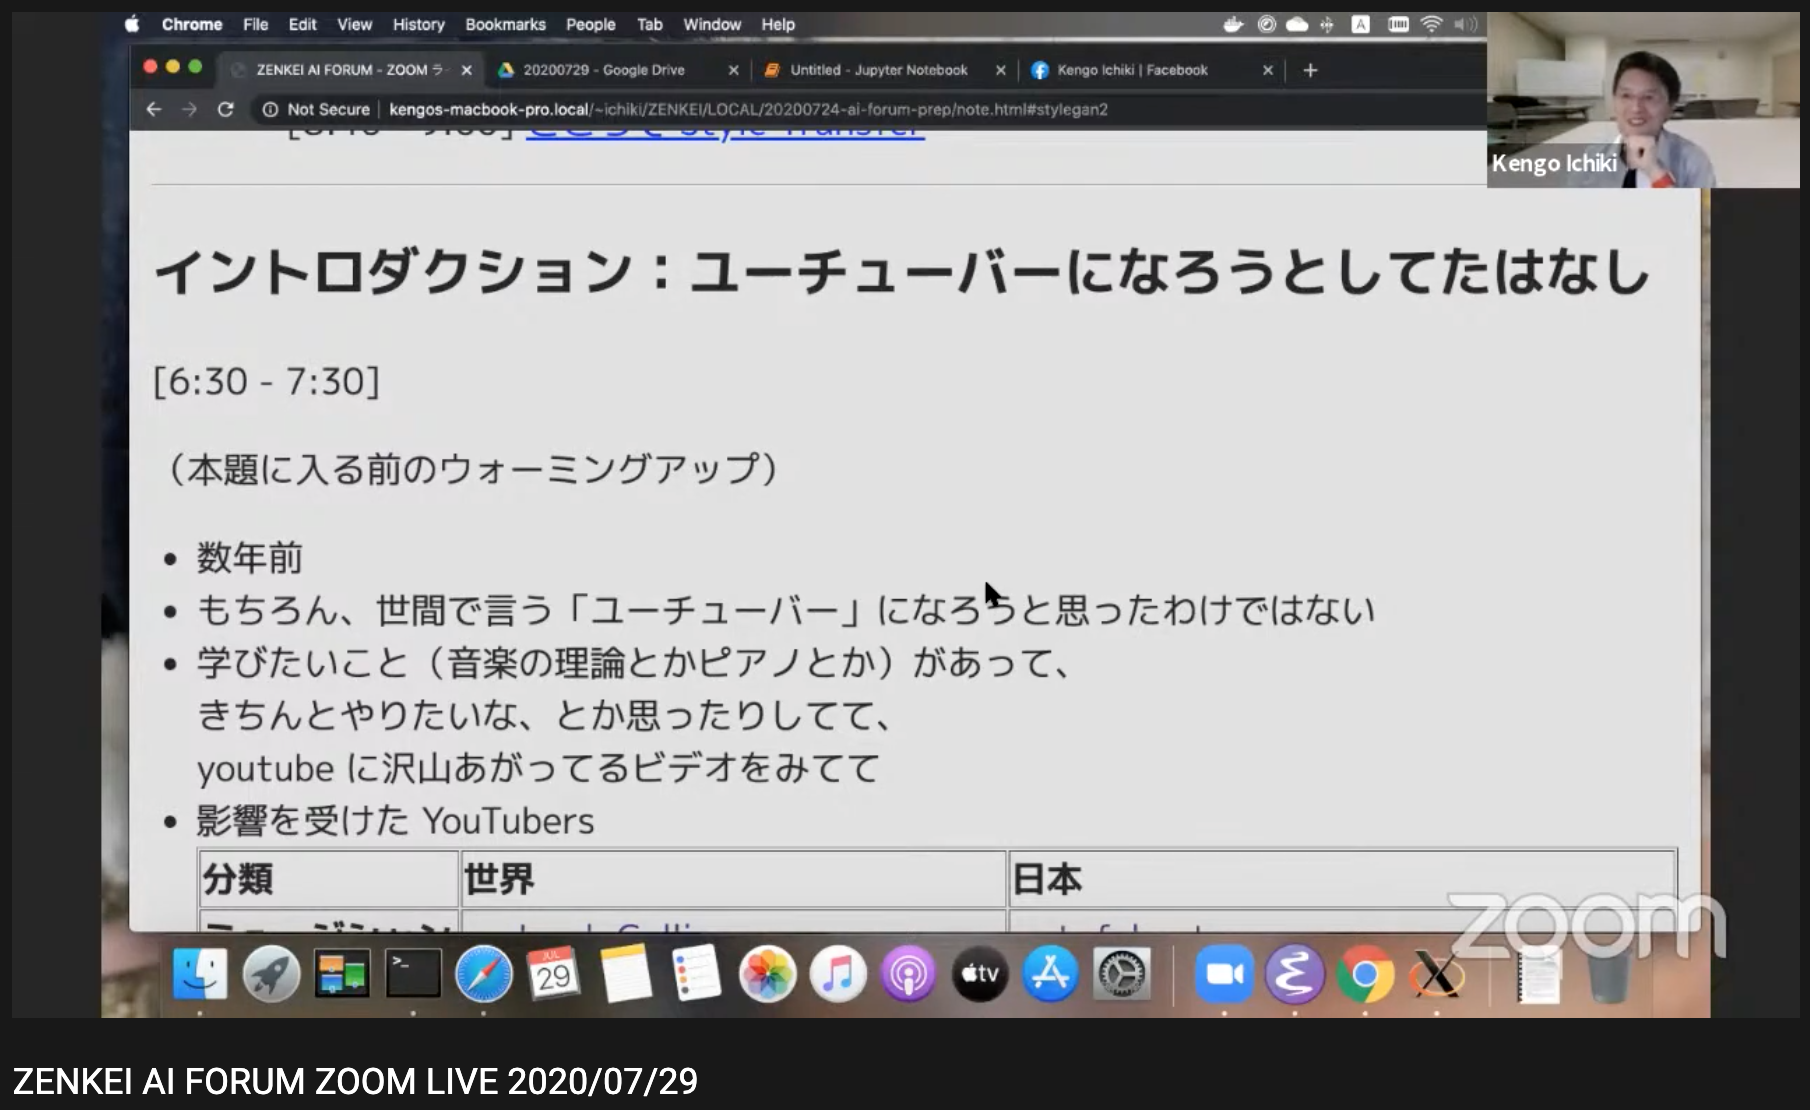 Chrome File Edit View History Bookmarks People Tab Window Help
ZENKEI AI FORUM - ZOOM ラ
20200729 - Google Drive
Untitled - Jupyter Notebook
Kengo Ichiki | Facebook
Not Secure | kengos-macbook-pro.local/~ichiki/ZENKEI/LOCAL/20200724-ai-forum-prep/note.html#stylegan2
Kengo Ichiki
Style Transfer
イントロダクション：ユーチューバーになろうとしてたはなし
[6:30 - 7:30]
（本題に入る前のウォーミングアップ）
• 数年前
• もちろん、世間で言う「ユーチューバー」になろうと思ったわけではない
• 学びたいこと（音楽の理論とかピアノとか）があって、
きちんとやりたいな、とか思ったりしてて、
youtube に沢山あがってるビデオをみてて
• 影響を受けた YouTubers
分類 世界 日本
zoom
JUL
29
tv
ZENKEI AI FORUM ZOOM LIVE 2020/07/29